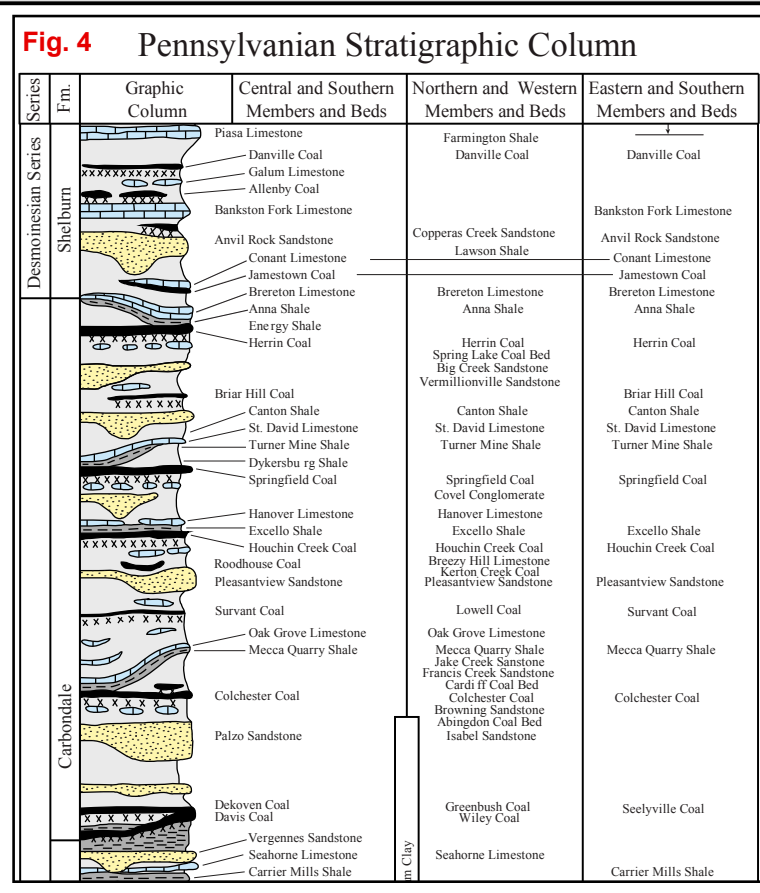 Fig. 4 Pennsylvanian Stratigraphic Column
Series
Fm.
Graphic
Column
Central and Southern
Members and Beds
Northern and Western
Members and Beds
Eastern and Southern
Members and Beds
Desmoinesian Series
Shelburn
Carbondale
Piasa Limestone
Danville Coal
Galum Limestone
Allenby Coal
Bankston Fork Limestone
Anvil Rock Sandstone
Conant Limestone
Jamestown Coal
Brereton Limestone
Anna Shale
Energy Shale
Herrin Coal
Briar Hill Coal
Canton Shale
St. David Limestone
Turner Mine Shale
Dykersbu rg Shale
Springfield Coal
Hanover Limestone
Excello Shale
Houchin Creek Coal
Roodhouse Coal
Pleasantview Sandstone
Survant Coal
Oak Grove Limestone
Mecca Quarry Shale
Colchester Coal
Palzo Sandstone
Dekoven Coal
Davis Coal
Vergennes Sandstone
Seahorne Limestone
Carrier Mills Shale
Farmington Shale
Danville Coal
Copperas Creek Sandstone
Lawson Shale
Brereton Limestone
Anna Shale
Herrin Coal
Spring Lake Coal Bed
Big Creek Sandstone
Vermillionville Sandstone
Canton Shale
St. David Limestone
Turner Mine Shale
Springfield Coal
Covel Conglomerate
Hanover Limestone
Excello Shale
Houchin Creek Coal
Breezy Hill Limestone
Kerton Creek Coal
Pleasantview Sandstone
Lowell Coal
Oak Grove Limestone
Mecca Quarry Shale
Jake Creek Sanstone
Francis Creek Sandstone
Cardi ff Coal Bed
Colchester Coal
Browning Sandstone
Abingdon Coal Bed
Isabel Sandstone
Greenbush Coal
Wiley Coal
Seahorne Limestone
m Clay
Danville Coal
Bankston Fork Limestone
Anvil Rock Sandstone
Conant Limestone
Jamestown Coal
Brereton Limestone
Anna Shale
Herrin Coal
Briar Hill Coal
Canton Shale
St. David Limestone
Turner Mine Shale
Springfield Coal
Excello Shale
Houchin Creek Coal
Pleasantview Sandstone
Survant Coal
Mecca Quarry Shale
Colchester Coal
Seelyville Coal
Carrier Mills Shale